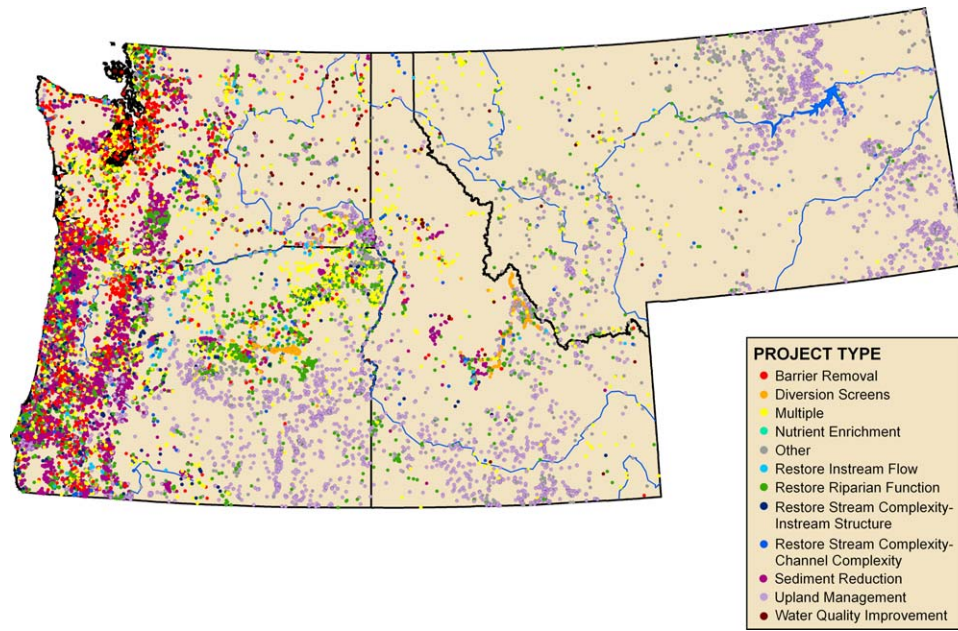 PROJECT TYPE
Barrier Removal
Diversion Screens
Multiple
Nutrient Enrichment
Other
Restore Instream Flow
Restore Riparian Function
Restore Stream Complexity-
Instream Structure
Restore Stream Complexity-
Channel Complexity
Sediment Reduction
Upland Management
Water Quality Improvement